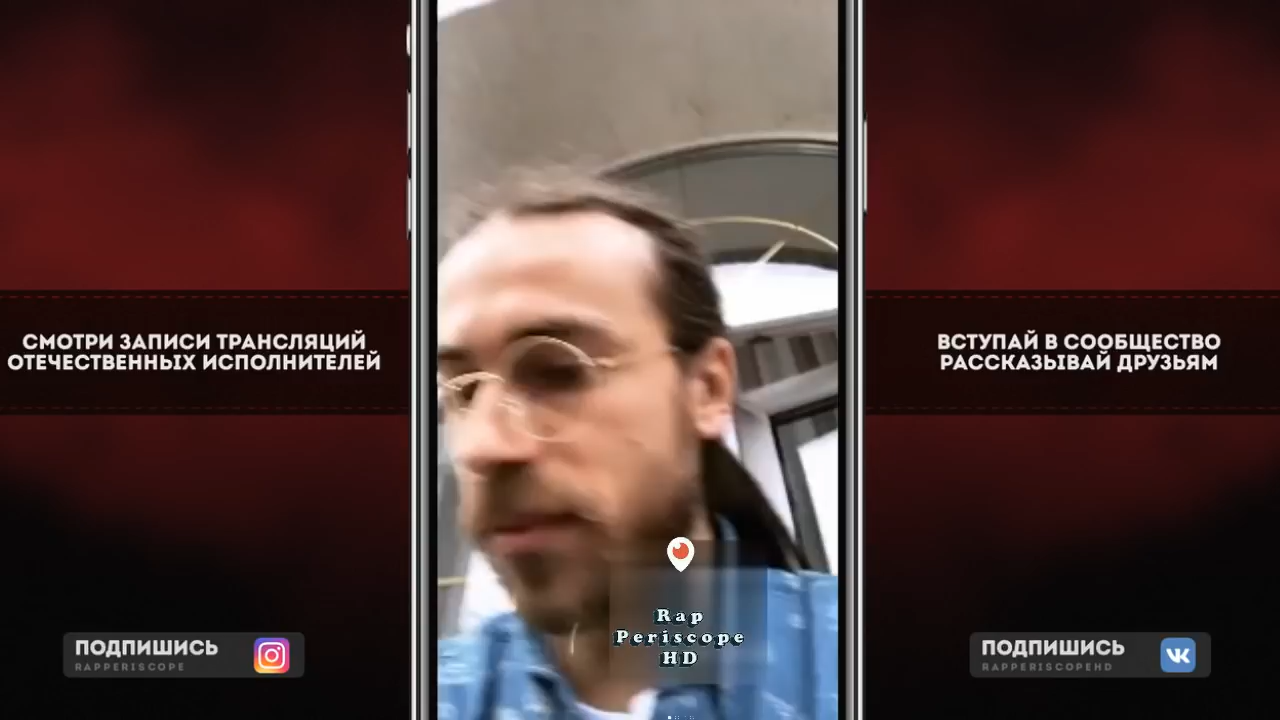 СМОТРИ ЗАПИСИ ТРАНСЛЯЦИЙ
ОТЕЧЕСТВЕННЫХ ИСПОЛНИТЕЛЕЙ
ВСТУПАЙ В СООБЩЕСТВО
РАССКАЗЫВАЙ ДРУЗЬЯМ
Rap
Periscope
HD
ПОДПИШИСЬ
RAPPERISCOPE
ПОДПИШИСЬ
RAPPERISCOPEHD